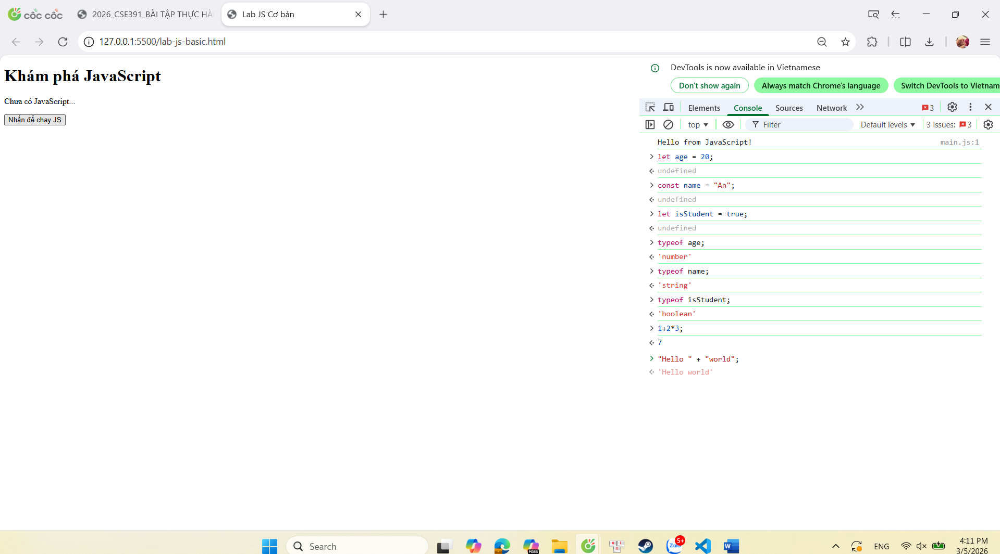 cốc cốc
2026_CSE391_BÀI TẬP THỰC HÀ
Lab JS Cơ bản
127.0.0.1:5500/lab-js-basic.html
Khám phá JavaScript
Chưa có JavaScript...
Nhấn để chạy JS
DevTools is now available in Vietnamese
Don't show again
Always match Chrome's language
Switch DevTools to Vietnam
Elements
Console
Sources
Network
3
top
Filter
Default levels
3 Issues:
3
Hello from JavaScript!
main.js:1
let age = 20;
undefined
const name = "An";
undefined
let isStudent = true;
undefined
typeof age;
'number'
typeof name;
'string'
typeof isStudent;
'boolean'
1+2*3;
7
"Hello " + "world";
'Hello world'
Search
M365
Zalo
5+
ENG
4:11 PM
3/5/2026